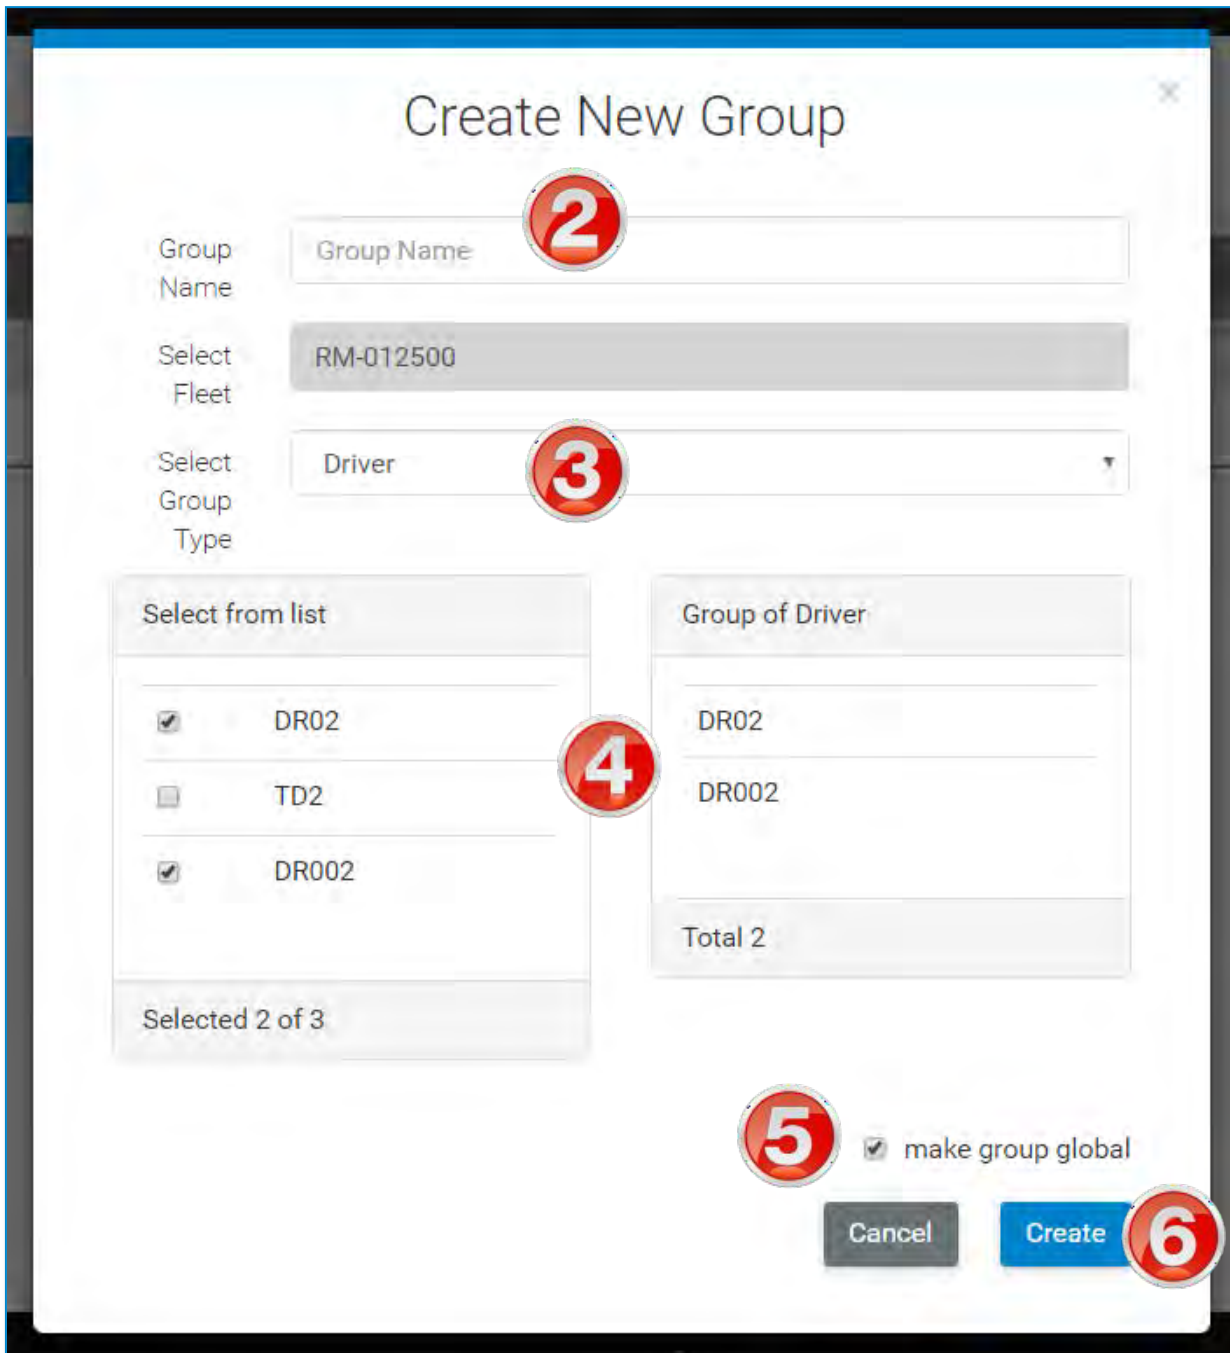 Create New Group
×
2
Group
Name
Group Name
Select
Fleet
RM-012500
3
Select
Group
Type
Driver
Select from list
DR02
TD2
DR002
Selected 2 of 3
4
Group of Driver
DR02
DR002
Total 2
5
make group global
Cancel
Create
6